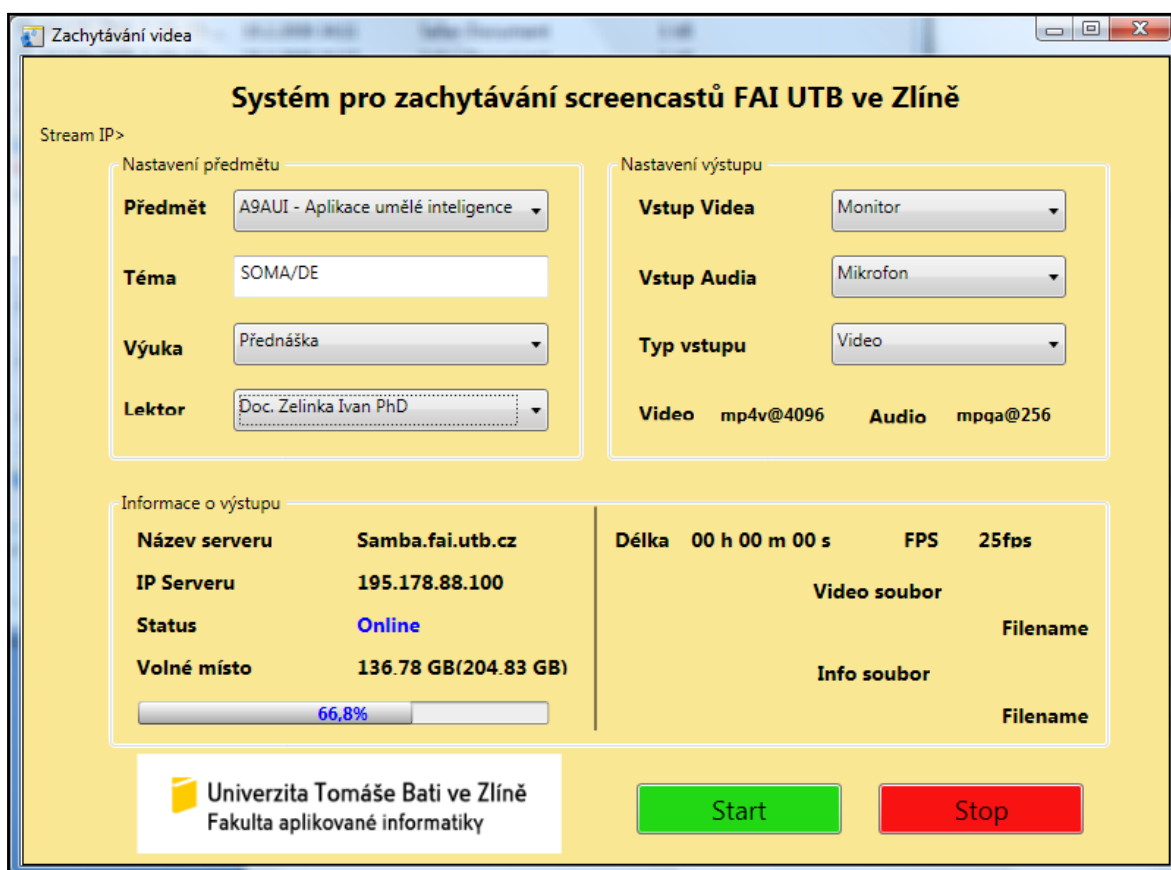 Zachytávání videa
Systém pro zachytávání screencastů FAI UTB ve Zlíně
Stream IP>
Nastavení předmětu
Předmět A9AUI - Aplikace umělé inteligence
Téma SOMA/DE
Výuka Přednáška
Lektor Doc. Zelinka Ivan PhD
Nastavení výstupu
Vstup Videa Monitor
Vstup Audia Mikrofon
Typ vstupu Video
Video mp4v@4096 Audio mpga@256
Informace o výstupu
Název serveru Samba.fai.utb.cz
IP Serveru 195.178.88.100
Status Online
Volné místo 136.78 GB(204.83 GB)
66,8%
Délka 00 h 00 m 00 s FPS 25fps
Video soubor
Filename
Info soubor
Filename
Univerzita Tomáše Bati ve Zlíně
Fakulta aplikované informatiky
Start Stop